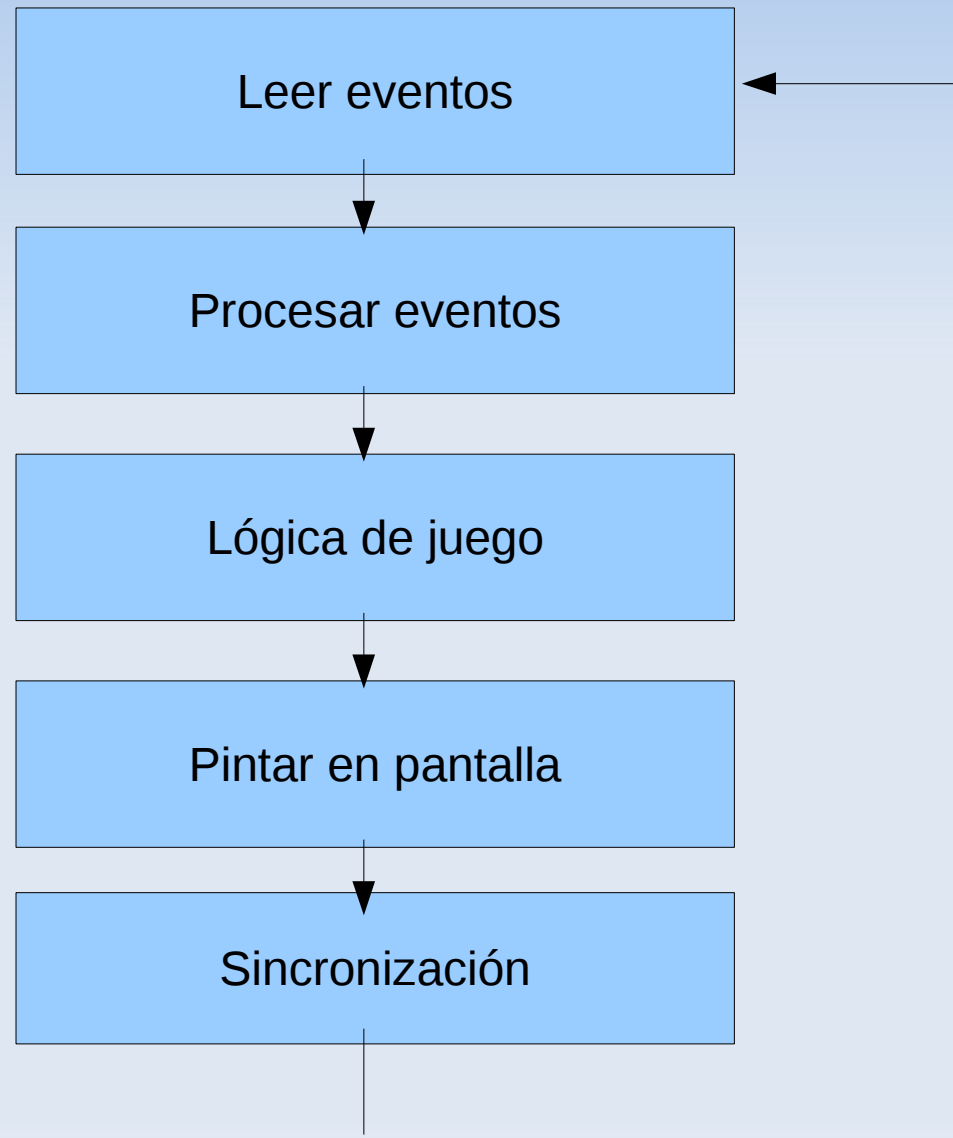 Leer eventos
Procesar eventos
Lógica de juego
Pintar en pantalla
Sincronización